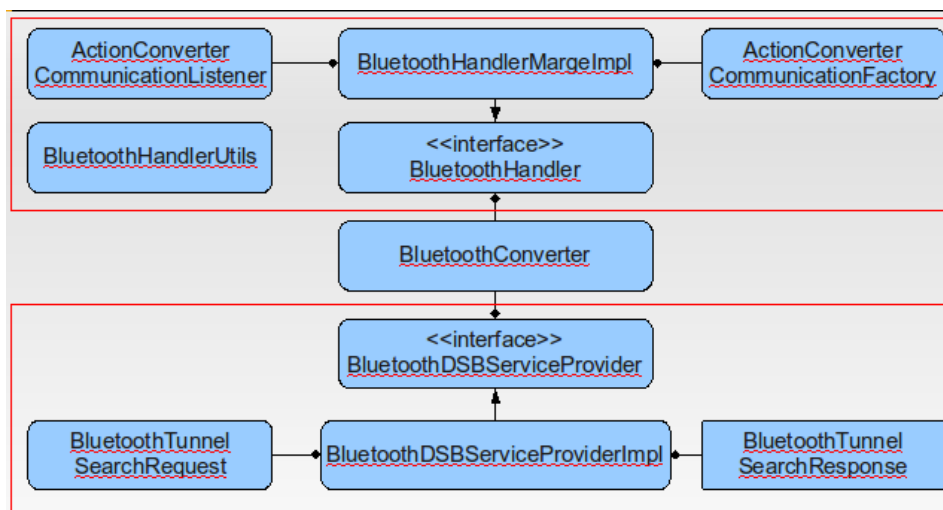 ActionConverter
CommunicationListener
BluetoothHandlerMargeImpl
ActionConverter
CommunicationFactory
BluetoothHandlerUtils
<<interface>>
BluetoothHandler
BluetoothConverter
<<interface>>
BluetoothDSBServiceProvider
BluetoothTunnel
SearchRequest
BluetoothDSBServiceProviderImpl
BluetoothTunnel
SearchResponse